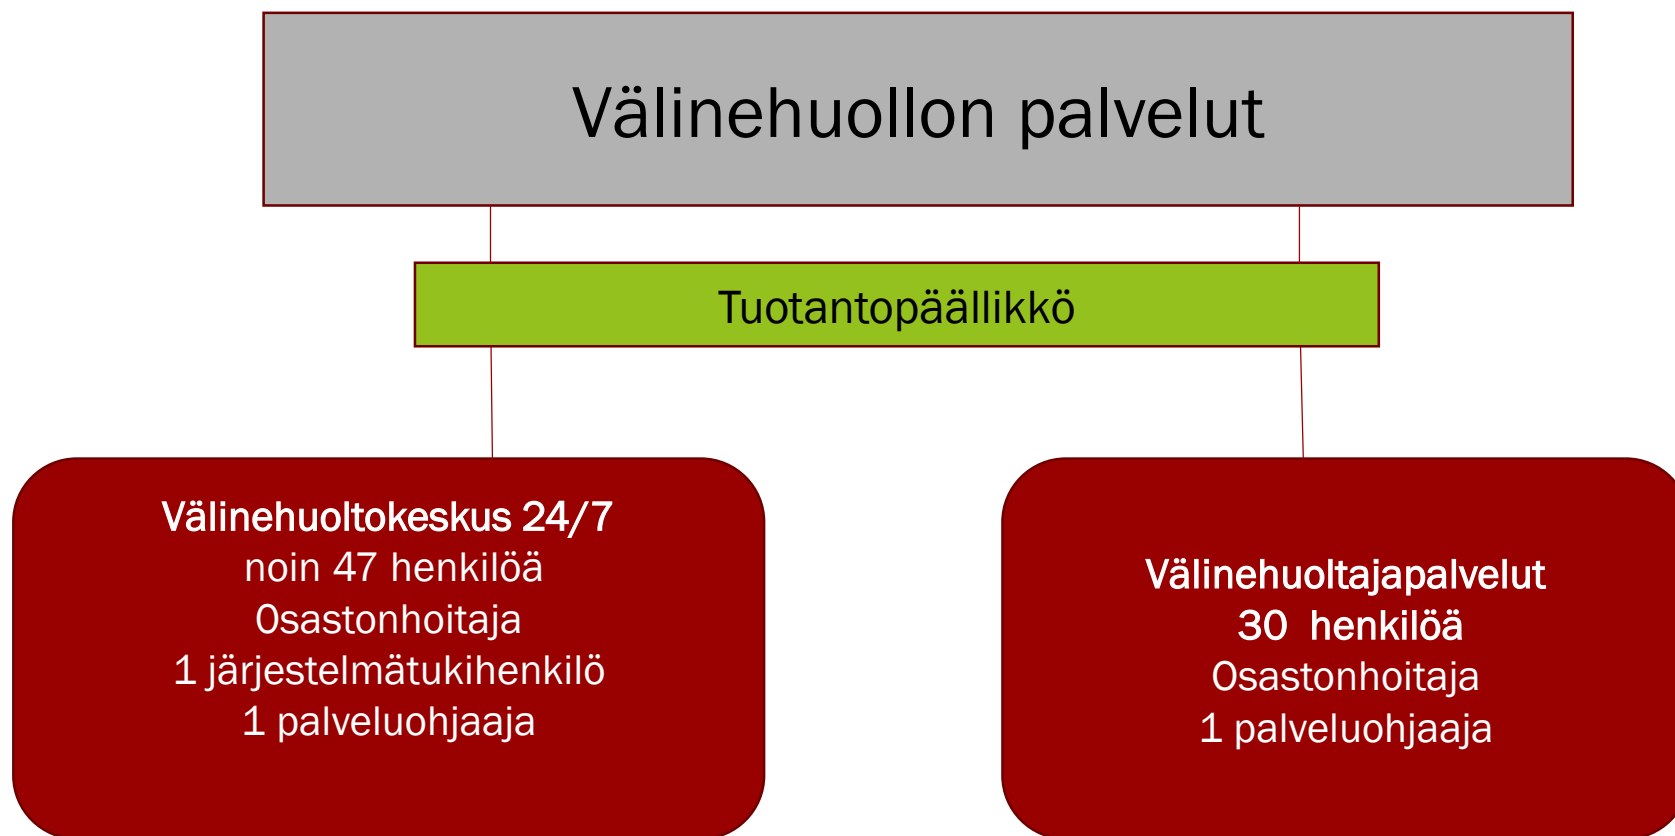 Välinehuollon palvelut
Tuotantopäällikkö
Välinehuoltokeskus 24/7
noin 47 henkilöä
Osastonhoitaja
1 järjestelmätukihenkilö
1 palveluohjaaja
Välinehuoltajapalvelut
30 henkilöä
Osastonhoitaja
1 palveluohjaaja